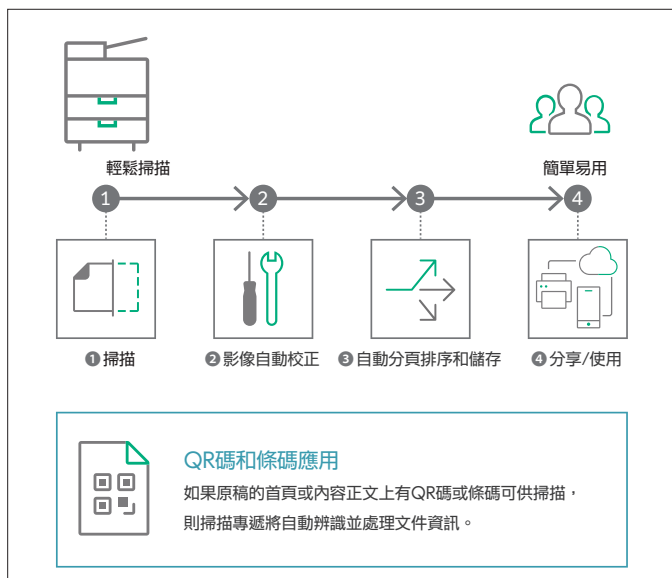 輕鬆掃描
簡單易用
1 2 3 4
❶掃描
❷影像自動校正
❸自動分頁排序和儲存
❹分享/使用
QR碼和條碼應用
如果原稿的首頁或內容正文上有QR碼或條碼可供掃描，
則掃描專遞將自動辨識並處理文件資訊。